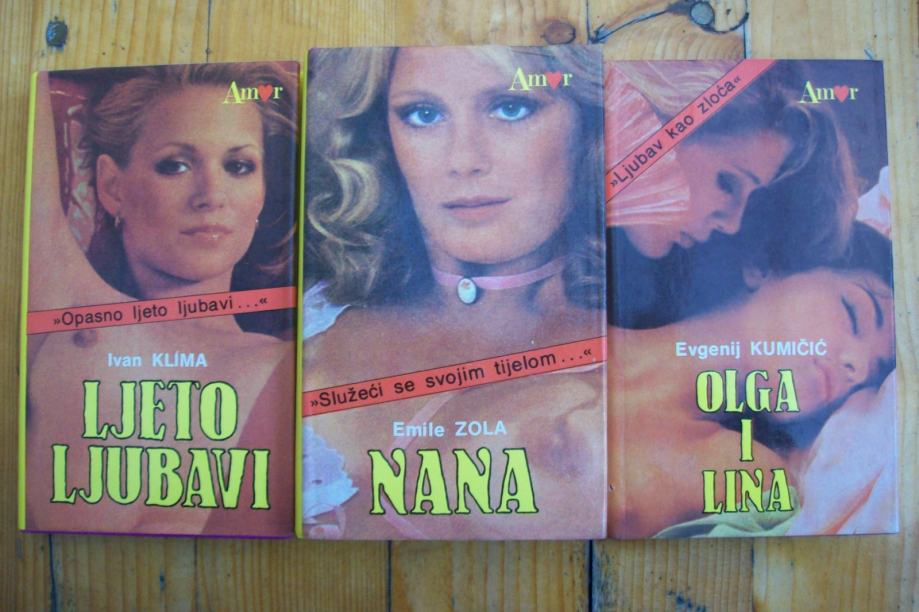 Amor
»Opasno ljeto ljubavi...«
Ivan KLÍMA
LJETO
LJUBAVI
Amor
»Služeći se svojim tijelom...«
Emile ZOLA
NANA
»Ljubav kao zloća«
Amor
Evgenij KUMIČIĆ
OLGA
I
LINA